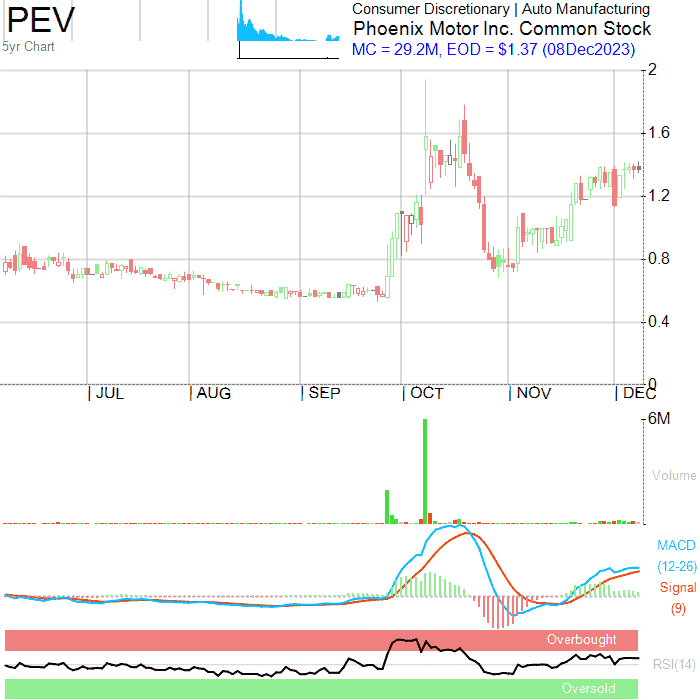 PEV
5yr Chart
Consumer Discretionary | Auto Manufacturing
Phoenix Motor Inc. Common Stock
MC = 29.2M, EOD = $1.37 (08Dec2023)
2
1.6
1.2
0.8
0.4
0
| JUL | AUG | SEP | OCT | NOV | DEC
6M
Volume
MACD
(12-26)
Signal
(9)
Overbought
RSI(14)
Oversold